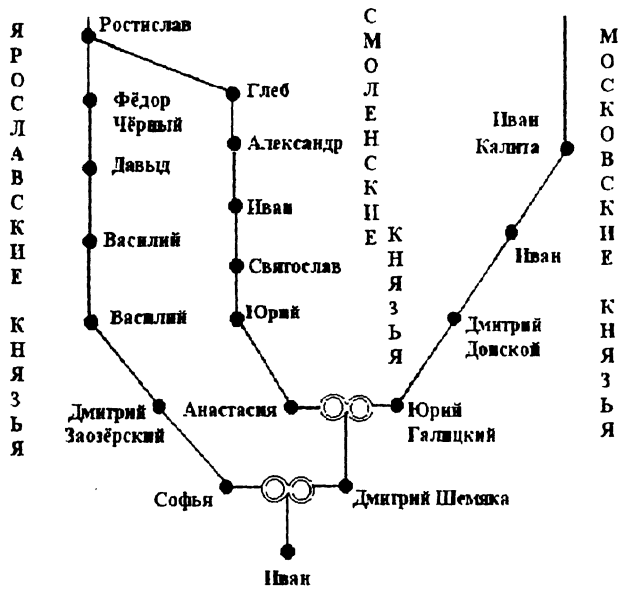 ЯРОСЛАВСКИЕ КНЯЗЬЯ
СМОЛЕНСКИЕ КНЯЗЬЯ
МОСКОВСКИЕ КНЯЗЬЯ
Ростислав
Глеб
Фёдор
Чёрный
Александр
Иван
Калита
Давыд
Иван
Василий
Иван
Святослав
Василий
Юрий
Дмитрий
Донской
Дмитрий
Заозёрский
Анастасия
Юрий
Галицкий
Софья
Дмитрий Шемяка
Иван